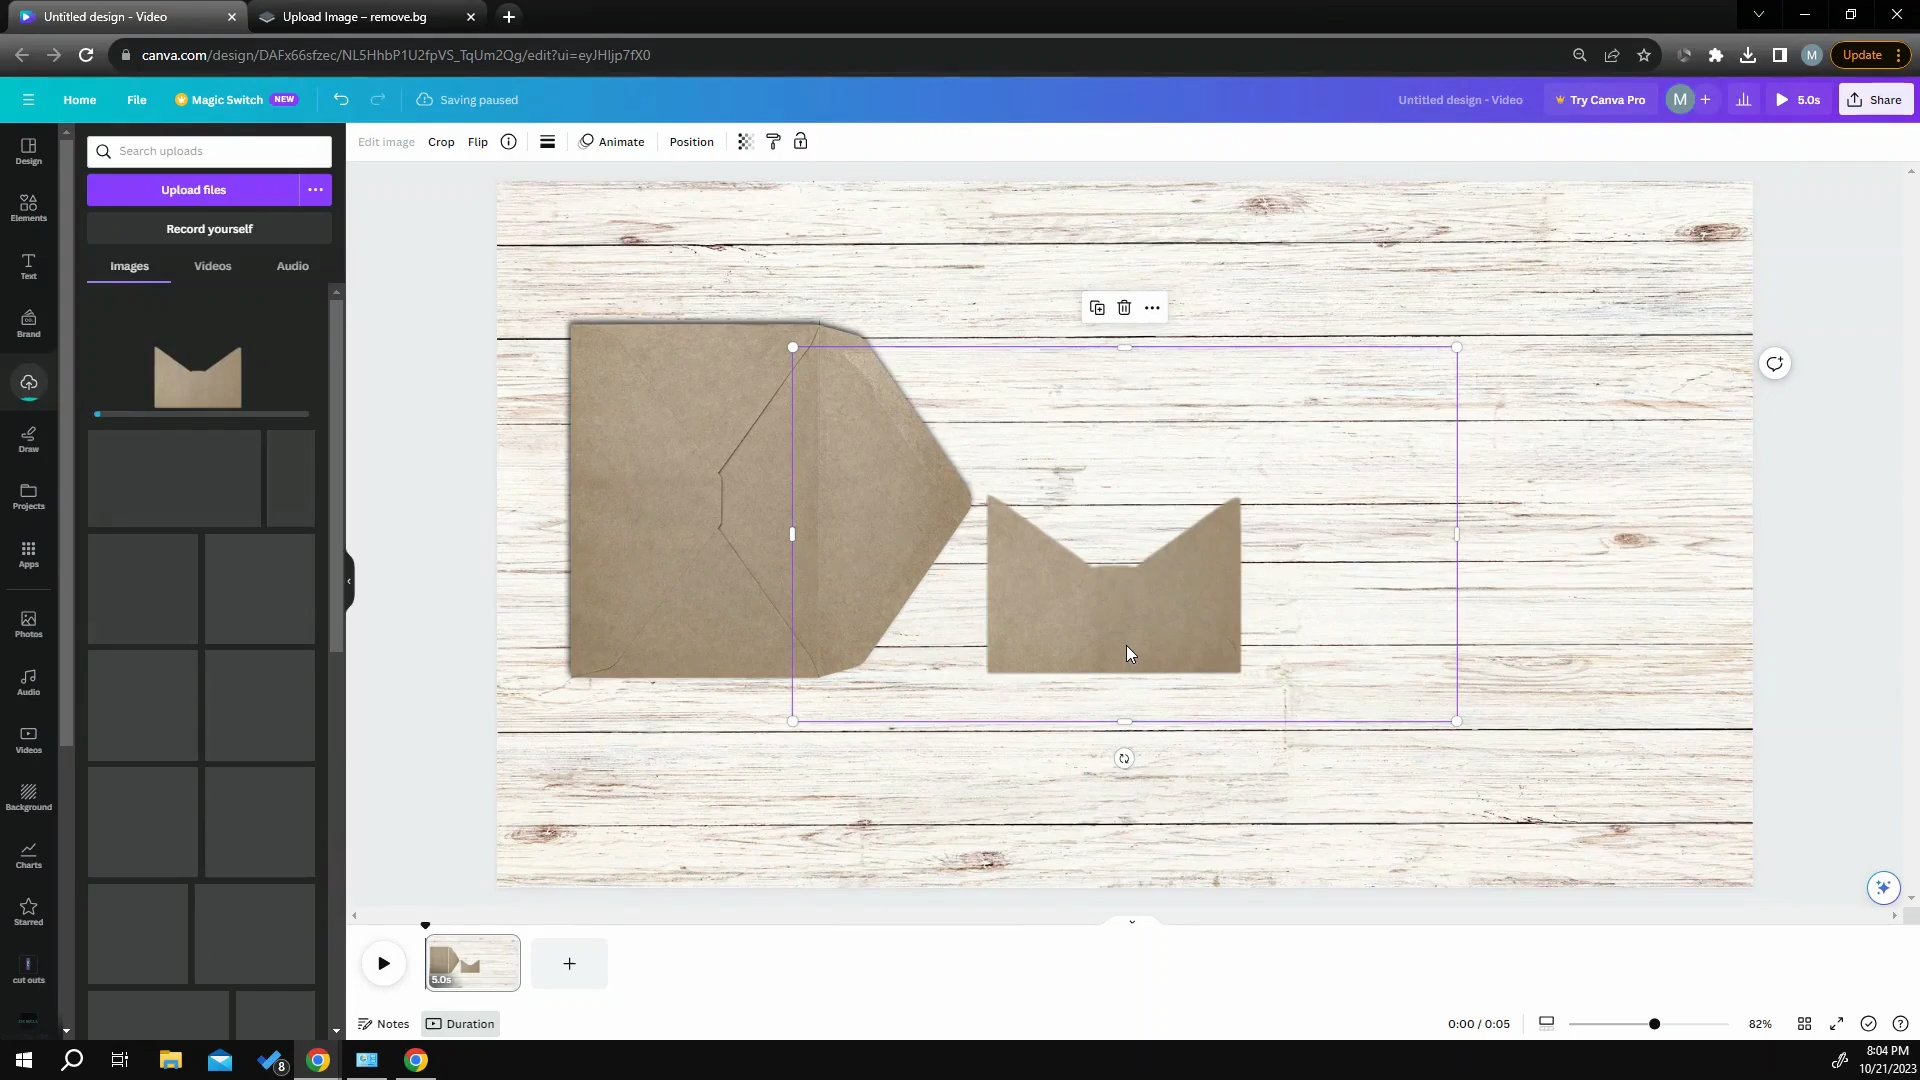 Untitled design - Video
Upload Image – remove.bg
canva.com/design/DAFx66sfzec/NL5HhbP1U2fpVS_TqUm2Qg/edit?ui=eyJHIjp7fX0
M
Update
Home
File
Magic Switch NEW
Saving paused
Untitled design - Video
Try Canva Pro
M
5.0s
Share
Design
Elements
Text
Brand
Draw
Projects
Apps
Photos
Audio
Videos
Background
Charts
Starred
cut outs
Search uploads
Upload files
Record yourself
Images
Videos
Audio
Edit image
Crop
Flip
Animate
Position
5.0s
Notes
Duration
0:00 / 0:05
82%
8
8:04 PM
10/21/2023